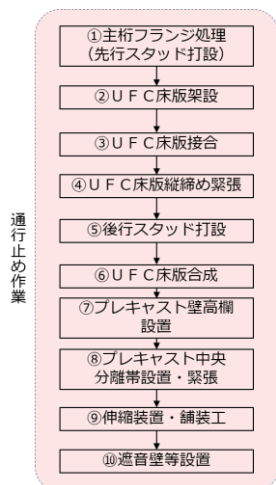 通行止め作業
①主桁フランジ処理
（先行スタッド打設）
②ＵＦＣ床版架設
③ＵＦＣ床版接合
④ＵＦＣ床版縦締め緊張
⑤後行スタッド打設
⑥ＵＦＣ床版合成
⑦プレキャスト壁高欄
設置
⑧プレキャスト中央
分離帯設置・緊張
⑨伸縮装置・舗装工
⑩遮音壁等設置